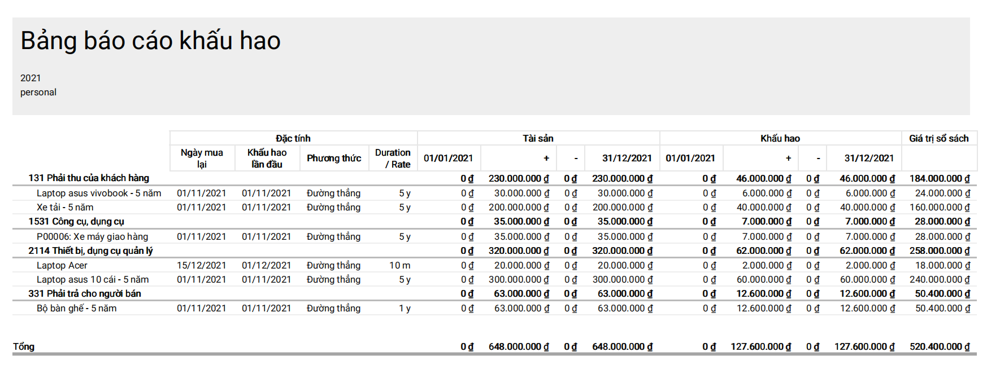 Bảng báo cáo khấu hao
2021
personal
Đặc tính Tài sản Khấu hao Giá trị sổ sách
Ngày mua lại Khấu hao lần đầu Phương thức Duration / Rate 01/01/2021 + - 31/12/2021 01/01/2021 + - 31/12/2021
131 Phải thu của khách hàng 0 ₫ 230.000.000 ₫ 0 ₫ 230.000.000 ₫ 0 ₫ 46.000.000 ₫ 0 ₫ 46.000.000 ₫ 184.000.000 ₫
Laptop asus vivobook - 5 năm 01/11/2021 01/11/2021 Đường thẳng 5 y 0 ₫ 30.000.000 ₫ 0 ₫ 30.000.000 ₫ 0 ₫ 6.000.000 ₫ 0 ₫ 6.000.000 ₫ 24.000.000 ₫
Xe tải - 5 năm 01/11/2021 01/11/2021 Đường thẳng 5 y 0 ₫ 200.000.000 ₫ 0 ₫ 200.000.000 ₫ 0 ₫ 40.000.000 ₫ 0 ₫ 40.000.000 ₫ 160.000.000 ₫
1531 Công cụ, dụng cụ 0 ₫ 35.000.000 ₫ 0 ₫ 35.000.000 ₫ 0 ₫ 7.000.000 ₫ 0 ₫ 7.000.000 ₫ 28.000.000 ₫
P00006: Xe máy giao hàng 01/11/2021 01/11/2021 Đường thẳng 5 y 0 ₫ 35.000.000 ₫ 0 ₫ 35.000.000 ₫ 0 ₫ 7.000.000 ₫ 0 ₫ 7.000.000 ₫ 28.000.000 ₫
2114 Thiết bị, dụng cụ quản lý 0 ₫ 320.000.000 ₫ 0 ₫ 320.000.000 ₫ 0 ₫ 62.000.000 ₫ 0 ₫ 62.000.000 ₫ 258.000.000 ₫
Laptop Acer 15/12/2021 01/12/2021 Đường thẳng 10 m 0 ₫ 20.000.000 ₫ 0 ₫ 20.000.000 ₫ 0 ₫ 2.000.000 ₫ 0 ₫ 2.000.000 ₫ 18.000.000 ₫
Laptop asus 10 cái - 5 năm 01/11/2021 01/11/2021 Đường thẳng 5 y 0 ₫ 300.000.000 ₫ 0 ₫ 300.000.000 ₫ 0 ₫ 60.000.000 ₫ 0 ₫ 60.000.000 ₫ 240.000.000 ₫
331 Phải trả cho người bán 0 ₫ 63.000.000 ₫ 0 ₫ 63.000.000 ₫ 0 ₫ 12.600.000 ₫ 0 ₫ 12.600.000 ₫ 50.400.000 ₫
Bộ bàn ghế - 5 năm 01/11/2021 01/11/2021 Đường thẳng 1 y 0 ₫ 63.000.000 ₫ 0 ₫ 63.000.000 ₫ 0 ₫ 12.600.000 ₫ 0 ₫ 12.600.000 ₫ 50.400.000 ₫
Tổng 0 ₫ 648.000.000 ₫ 0 ₫ 648.000.000 ₫ 0 ₫ 127.600.000 ₫ 0 ₫ 127.600.000 ₫ 520.400.000 ₫